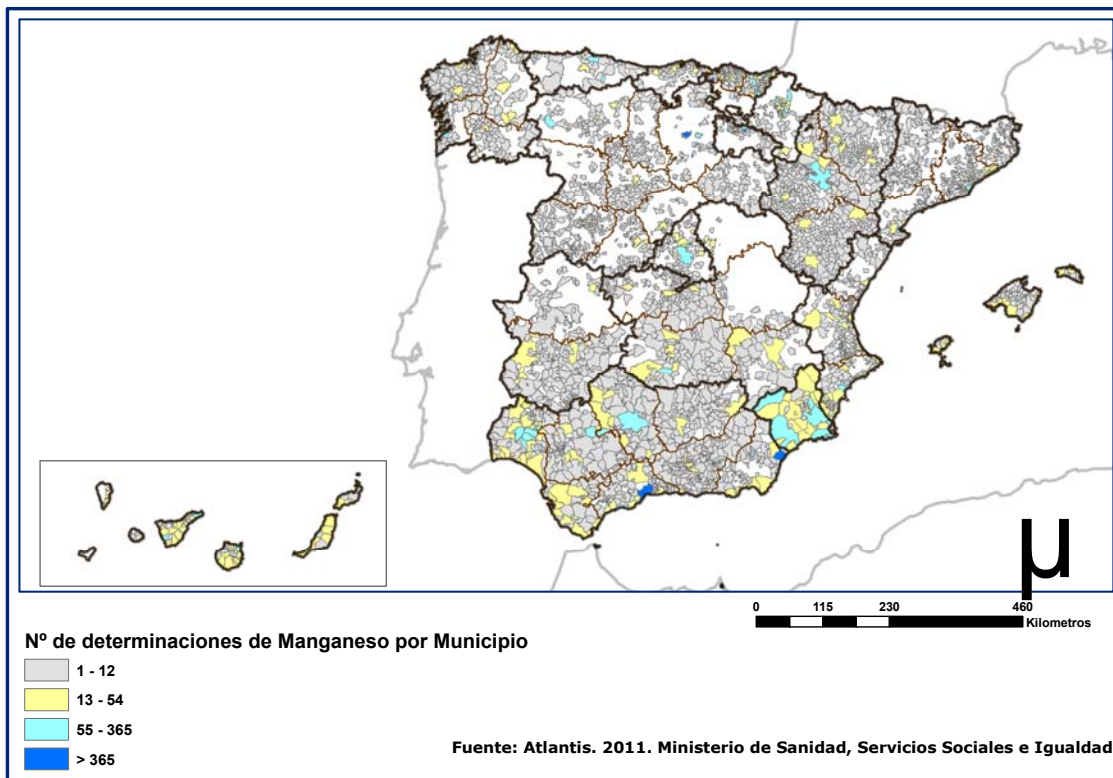 µ
0 115 230 460
Kilometros
Nº de determinaciones de Manganeso por Municipio
1 - 12
13 - 54
55 - 365
> 365
Fuente: Atlantis. 2011. Ministerio de Sanidad, Servicios Sociales e Igualdad